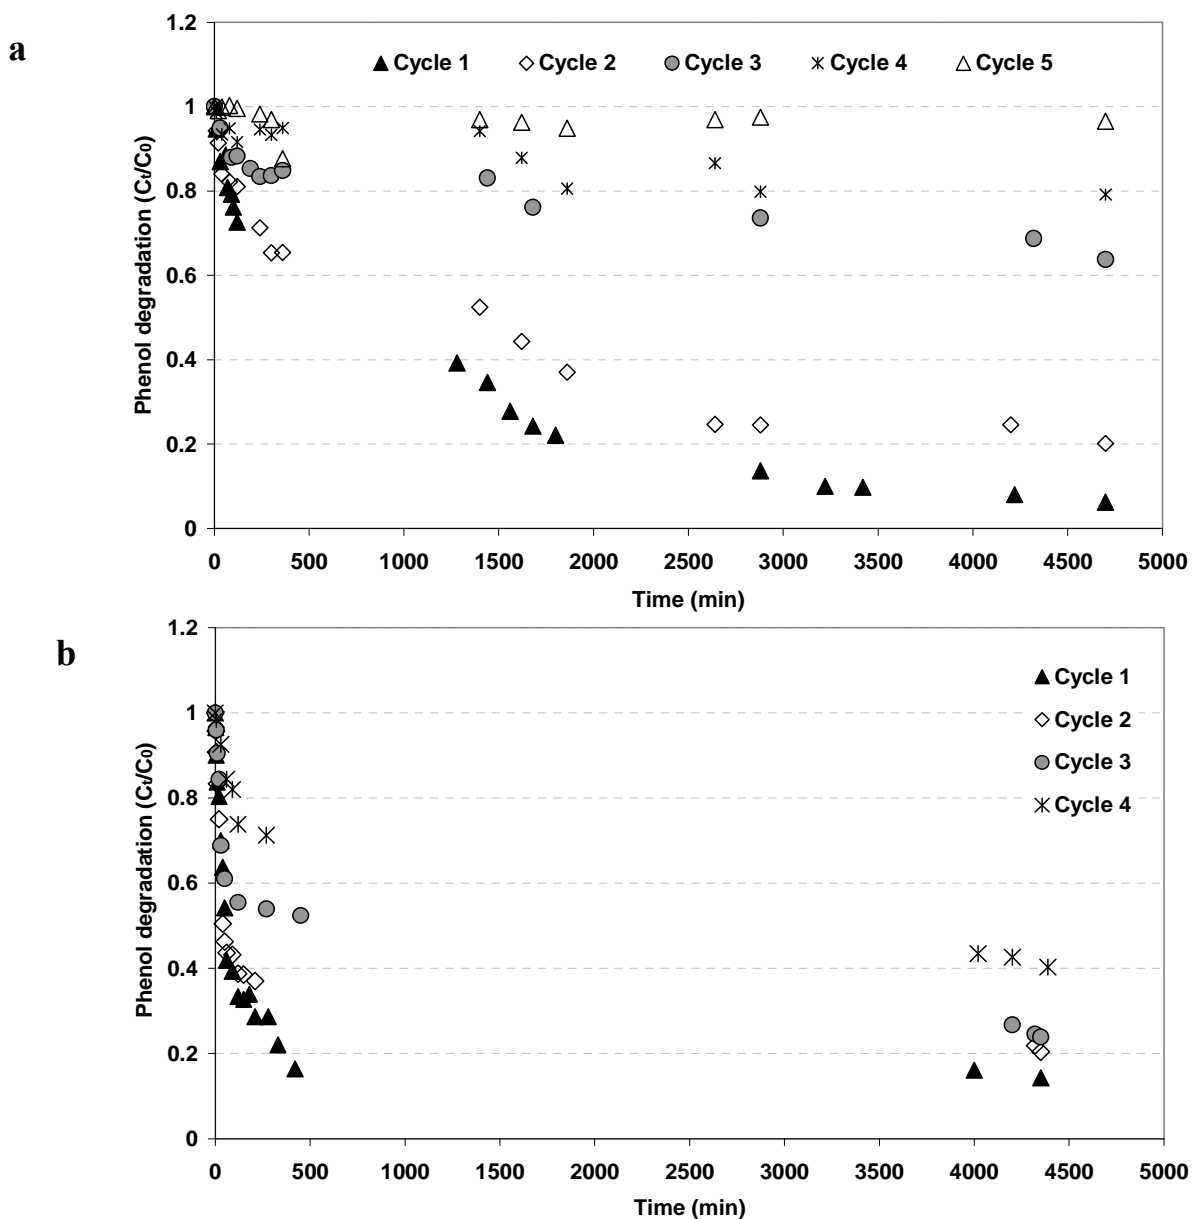 a
1.2
Cycle 1 Cycle 2 Cycle 3 Cycle 4 Cycle 5
1
0.8
0.6
0.4
0.2
0
Phenol degradation (Ct/C0)
0 500 1000 1500 2000 2500 3000 3500 4000 4500 5000
Time (min)
b
1.2
Cycle 1
Cycle 2
Cycle 3
Cycle 4
1
0.8
0.6
0.4
0.2
0
Phenol degradation (Ct/C0)
0 500 1000 1500 2000 2500 3000 3500 4000 4500 5000
Time (min)